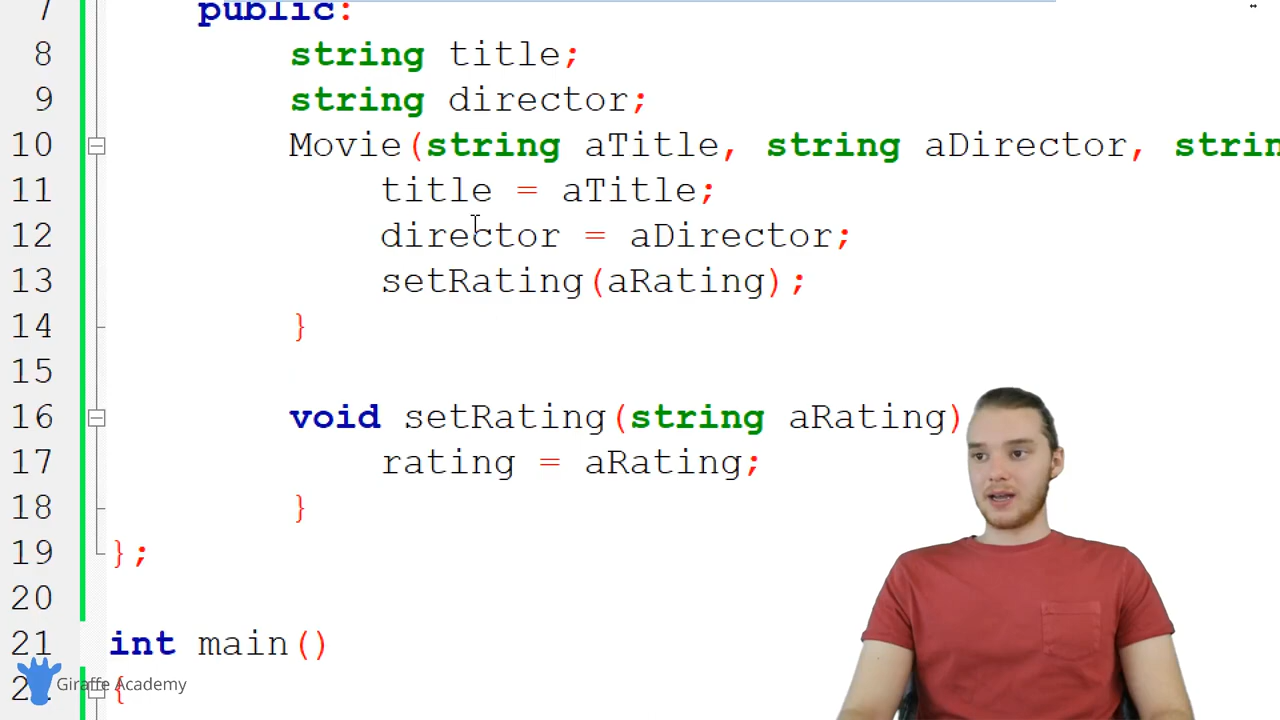 7 public:
8 string title;
9 string director;
10 Movie(string aTitle, string aDirector, strin
11 title = aTitle;
12 director = aDirector;
13 setRating(aRating);
14 }
15
16 void setRating(string aRating)
17 rating = aRating;
18 }
19 };
20
21 int main()
{
Giraffe Academy